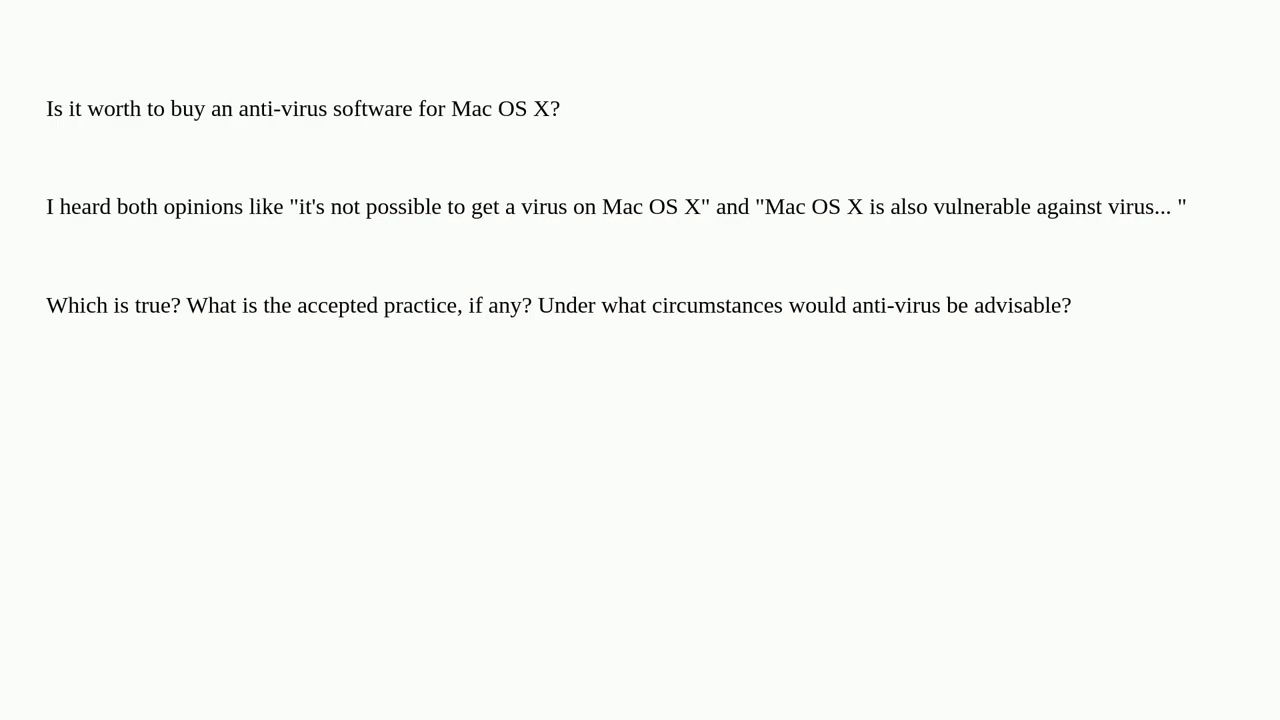 Is it worth to buy an anti-virus software for Mac OS X?
I heard both opinions like "it's not possible to get a virus on Mac OS X" and "Mac OS X is also vulnerable against virus... "
Which is true? What is the accepted practice, if any? Under what circumstances would anti-virus be advisable?